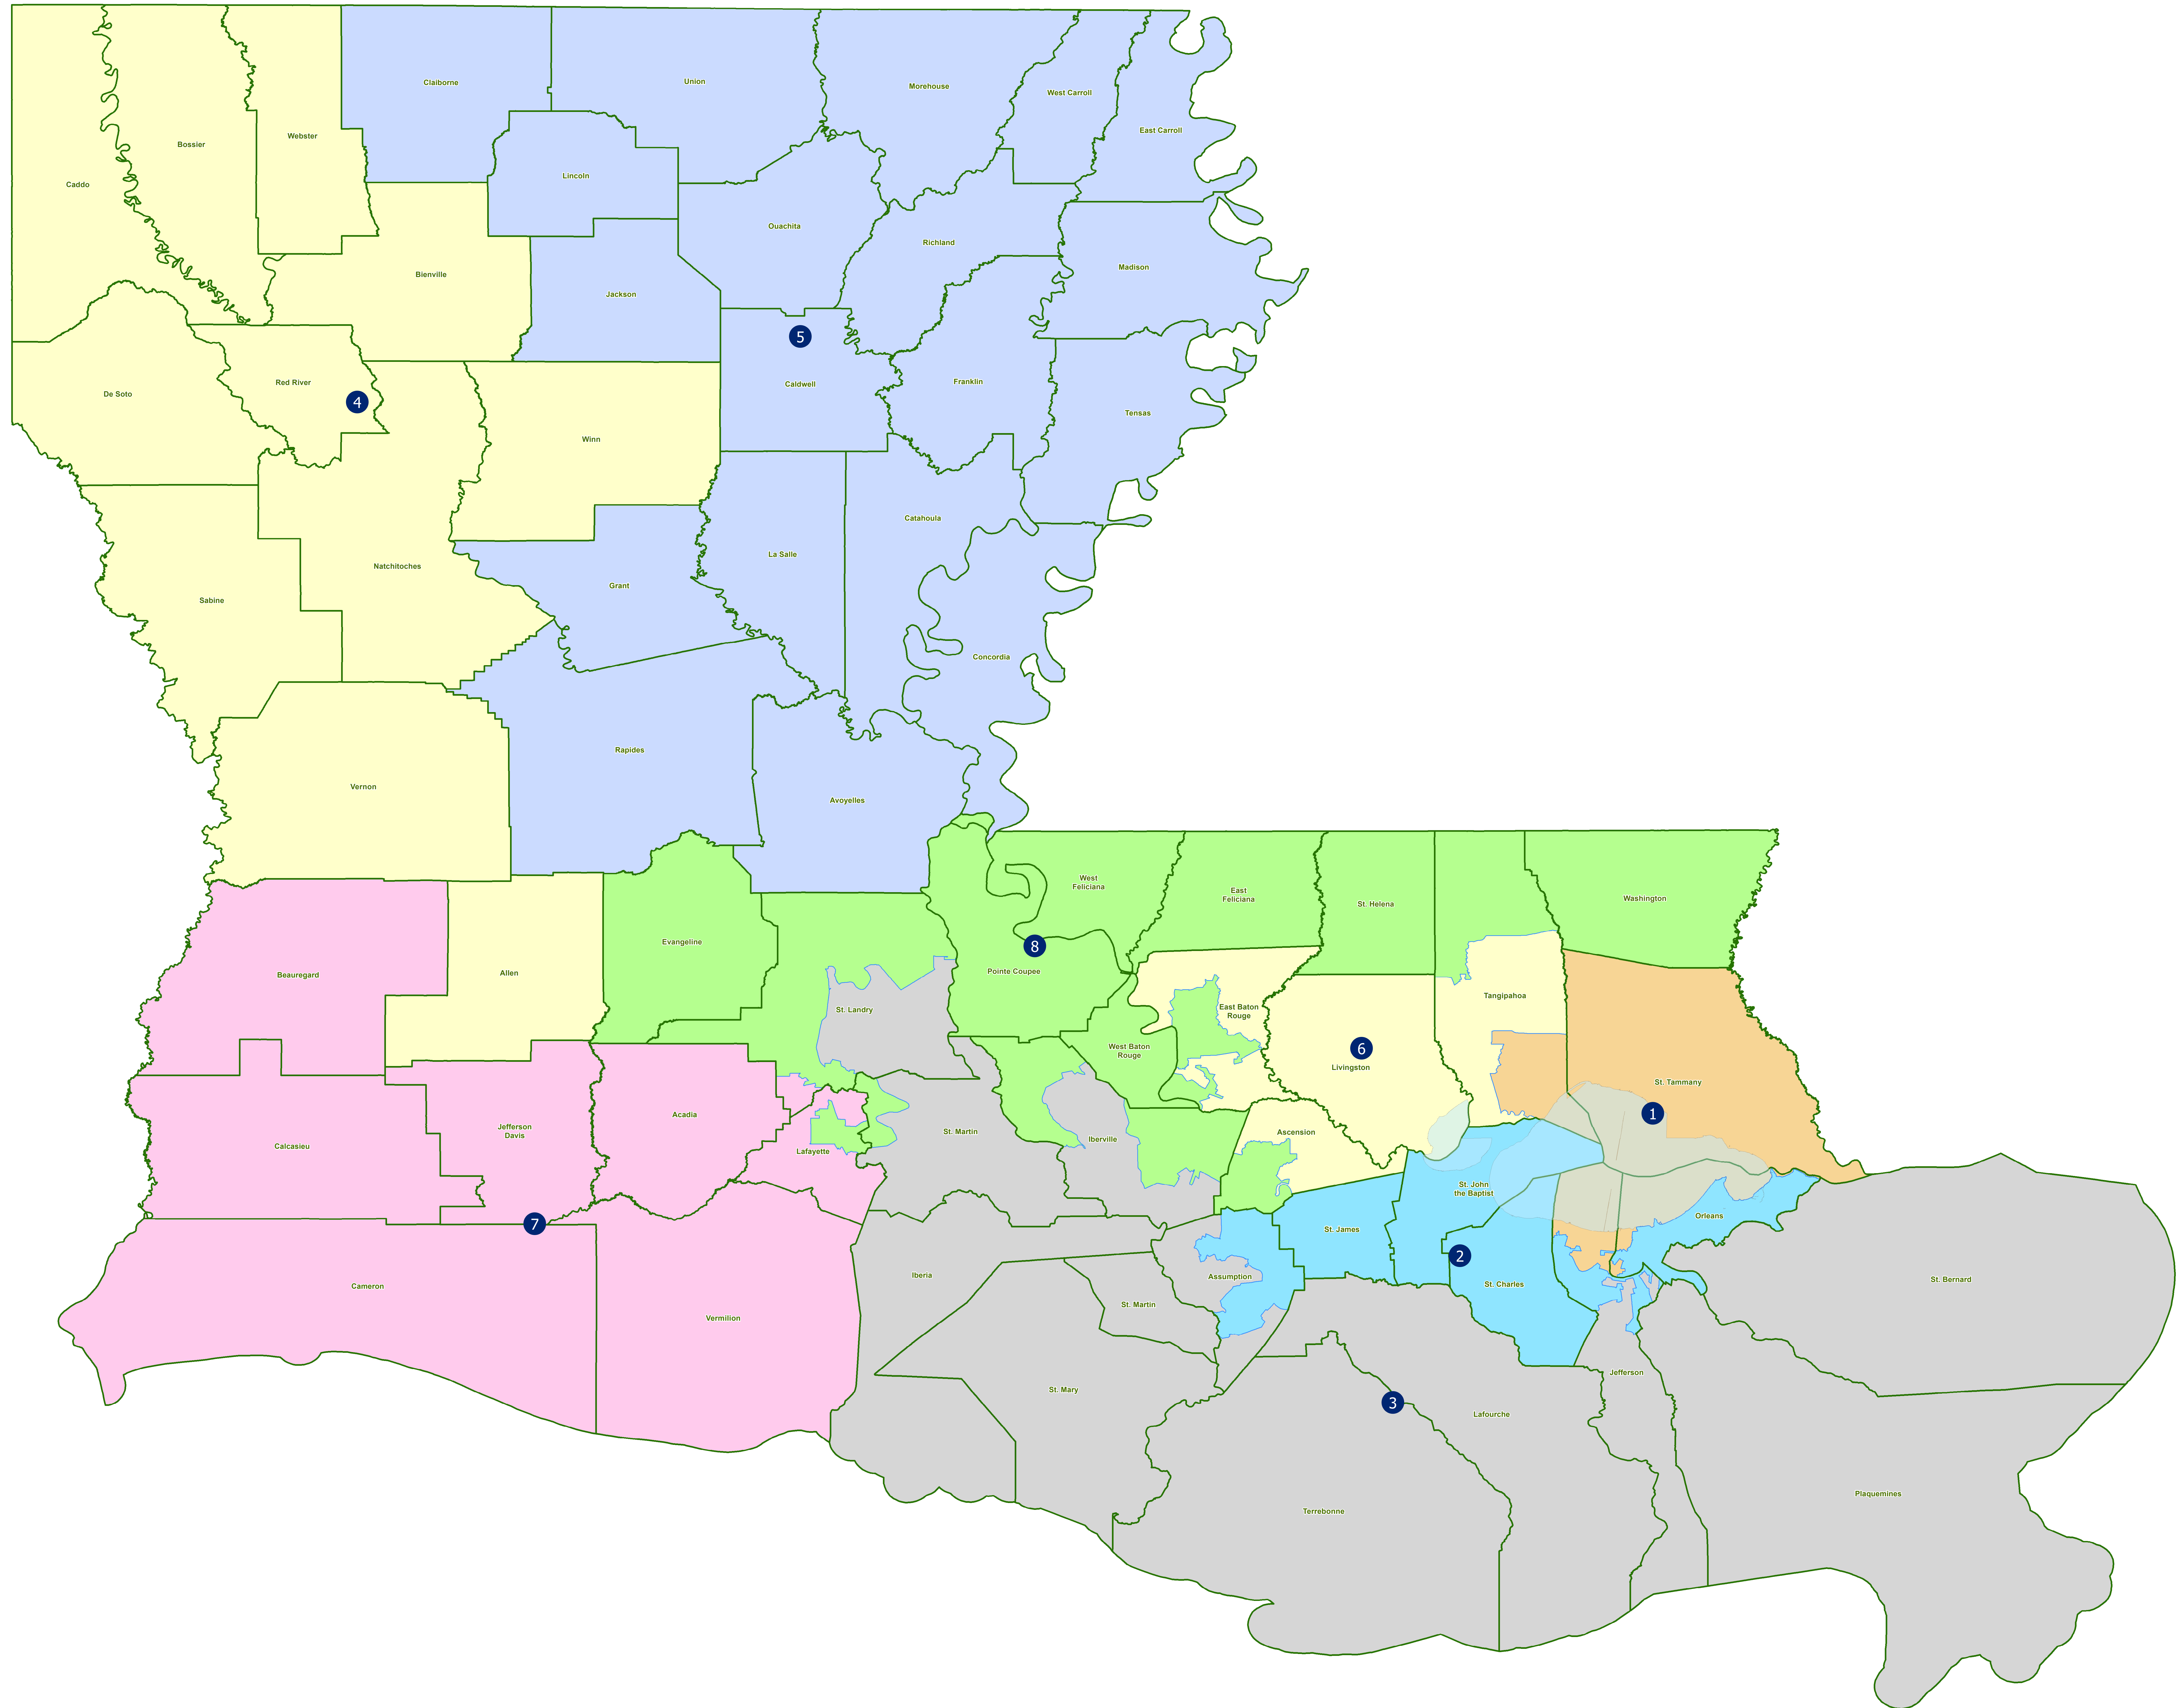 Claiborne
Union
Morehouse
West Carroll
East Carroll
Webster
Bossier
Caddo
Lincoln
Ouachita
Richland
Madison
Bienville
Jackson
5
Caldwell
Franklin
Tensas
Red River
4
De Soto
Winn
Catahoula
La Salle
Natchitoches
Grant
Sabine
Concordia
Rapides
Vernon
Avoyelles
West
Feliciana
East
Feliciana
St. Helena
Washington
Evangeline
8
Pointe Coupee
Beauregard
Allen
St. Landry
East Baton
Rouge
Tangipahoa
West Baton
Rouge
6
Livingston
St. Tammany
1
Acadia
Jefferson
Davis
Calcasieu
Lafayette
St. Martin
Iberville
Ascension
St. John
the Baptist
Orleans
7
St. James
2
St. Charles
Cameron
Iberia
Assumption
St. Bernard
St. Martin
Vermilion
Jefferson
St. Mary
3
Lafourche
Terrebonne
Plaquemines